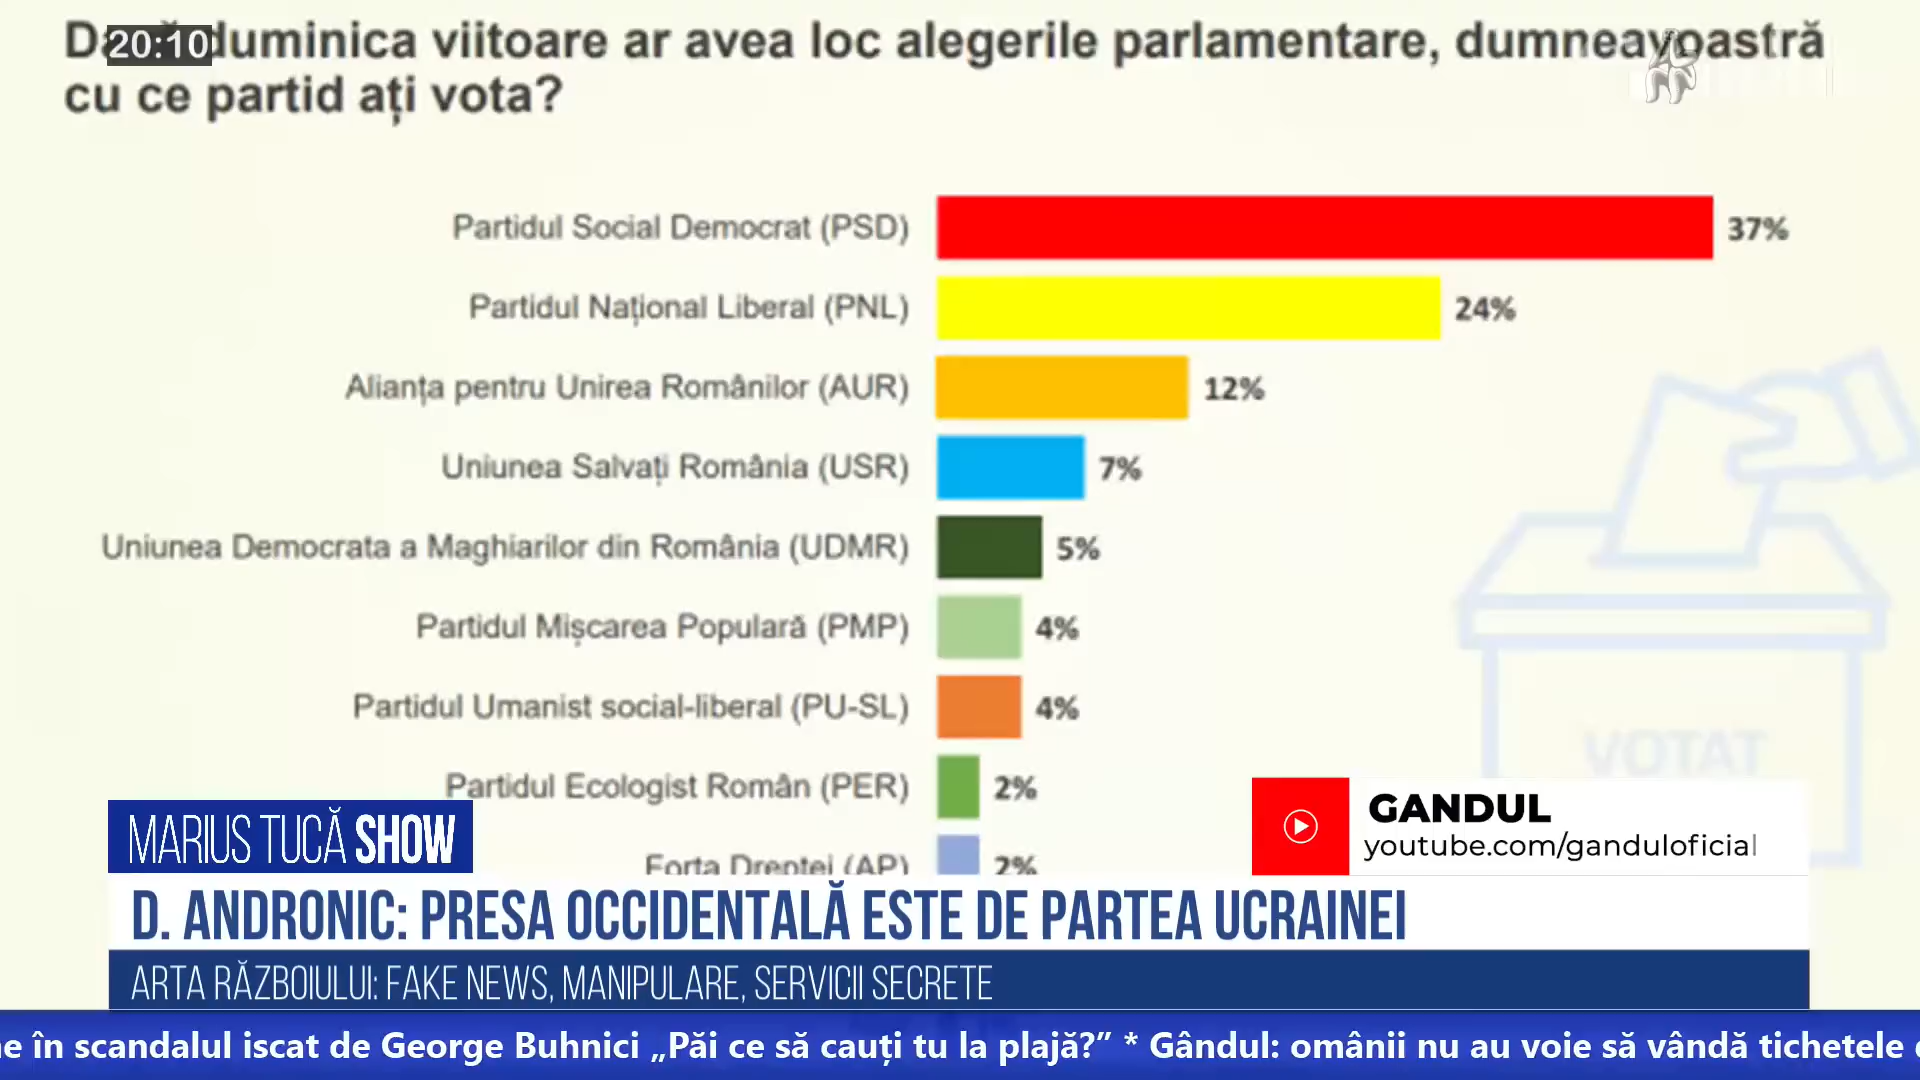 20:10
duminica viitoare ar avea loc alegerile parlamentare, dumneavoastră
cu ce partid ați vota?
Partidul Social Democrat (PSD) 37%
Partidul Național Liberal (PNL) 24%
Alianța pentru Unirea Românilor (AUR) 12%
Uniunea Salvați România (USR) 7%
Uniunea Democrata a Maghiarilor din România (UDMR) 5%
Partidul Mișcarea Populară (PMP) 4%
Partidul Umanist social-liberal (PU-SL) 4%
Partidul Ecologist Român (PER) 2%
Forța Dreptei (AP) 2%
VOTAT
MARIUS TUCĂ SHOW
GANDUL
youtube.com/ganduloficial
D. ANDRONIC: PRESA OCCIDENTALĂ ESTE DE PARTEA UCRAINEI
ARTA RĂZBOIULUI: FAKE NEWS, MANIPULARE, SERVICII SECRETE
în scandalul iscat de George Buhnici „Păi ce să cauți tu la plajă?” * Gândul: omânii nu au voie să vândă tichetele